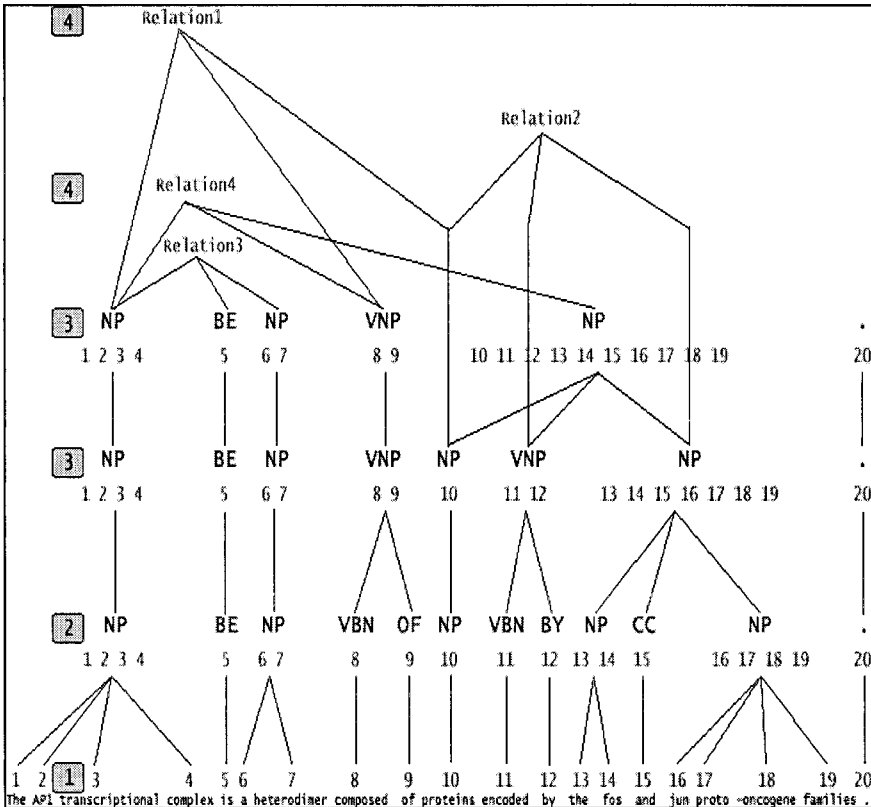 4 Relation1
Relation2
4 Relation4
Relation3
3 NP BE NP VNP NP .
1 2 3 4 5 6 7 8 9 10 11 12 13 14 15 16 17 18 19 20
3 NP BE NP VNP NP VNP NP .
1 2 3 4 5 6 7 8 9 10 11 12 13 14 15 16 17 18 19 20
2 NP BE NP VBN OF NP VBN BY NP CC NP .
1 2 3 4 5 6 7 8 9 10 11 12 13 14 15 16 17 18 19 20
1 2 1 3 4 5 6 7 8 9 10 11 12 13 14 15 16 17 18 19 20
The AP1 transcriptional complex is a heterodimer composed of proteins encoded by the fos and jun proto -oncogene families .